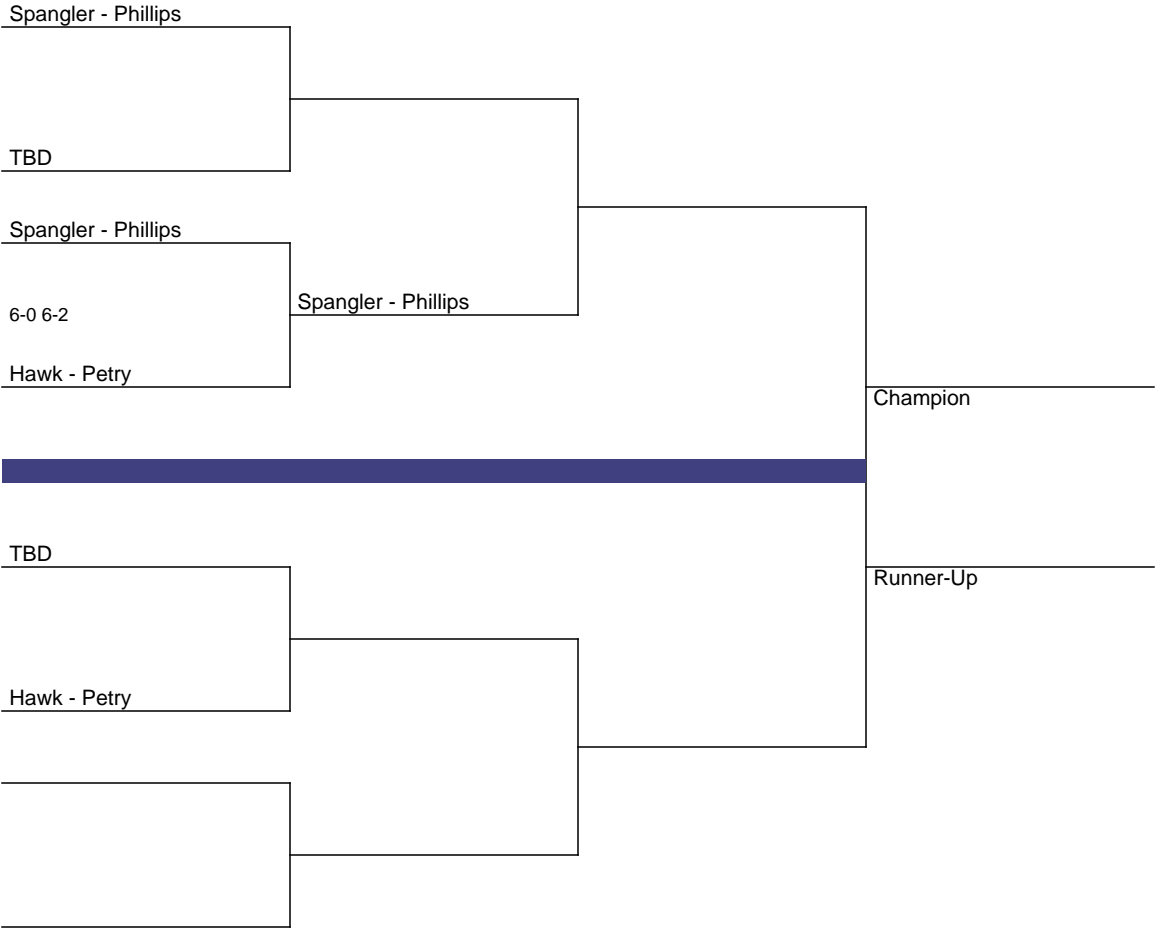 Spangler - Phillips
TBD
Spangler - Phillips
Spangler - Phillips
6-0 6-2
Hawk - Petry
Champion
TBD
Runner-Up
Hawk - Petry